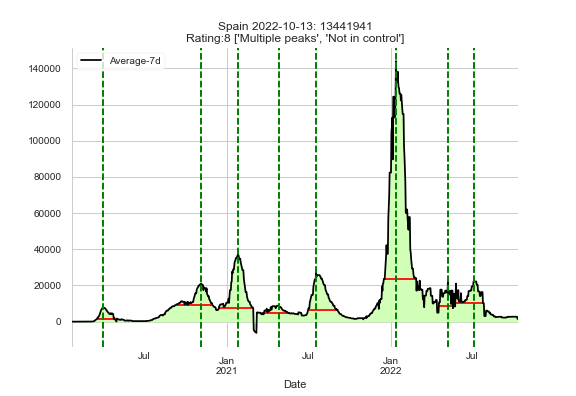 Spain 2022-10-13: 13441941
Rating:8 ['Multiple peaks', 'Not in control']
Average-7d
140000
120000
100000
80000
60000
40000
20000
0
Jul
Jan
2021
Jul
Jan
2022
Jul
Date